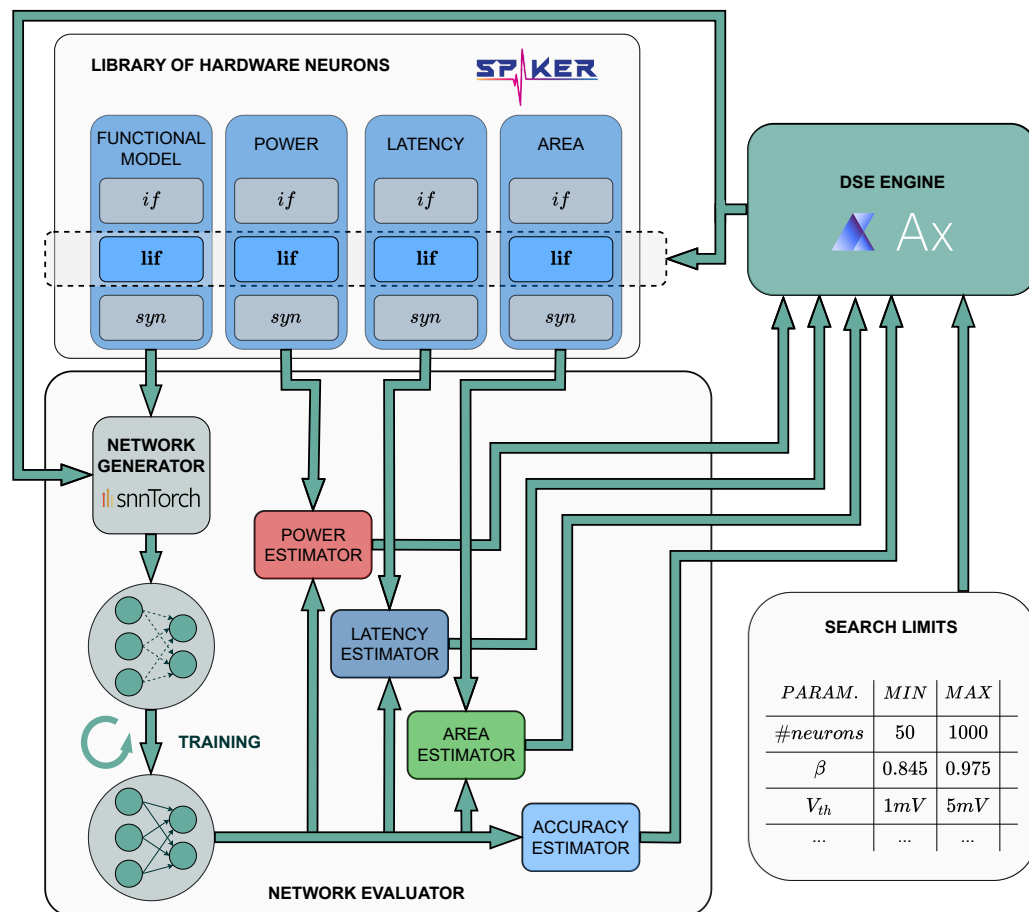 LIBRARY OF HARDWARE NEURONS
SPIKER
FUNCTIONAL
MODEL
if
lif
syn
POWER
if
lif
syn
LATENCY
if
lif
syn
AREA
if
lif
syn
DSE ENGINE
Ax
NETWORK
GENERATOR
snnTorch
POWER
ESTIMATOR
LATENCY
ESTIMATOR
TRAINING
AREA
ESTIMATOR
ACCURACY
ESTIMATOR
NETWORK EVALUATOR
SEARCH LIMITS
PARAM. MIN MAX
#neurons 50 1000
β 0.845 0.975
V_th 1mV 5mV
... ... ...